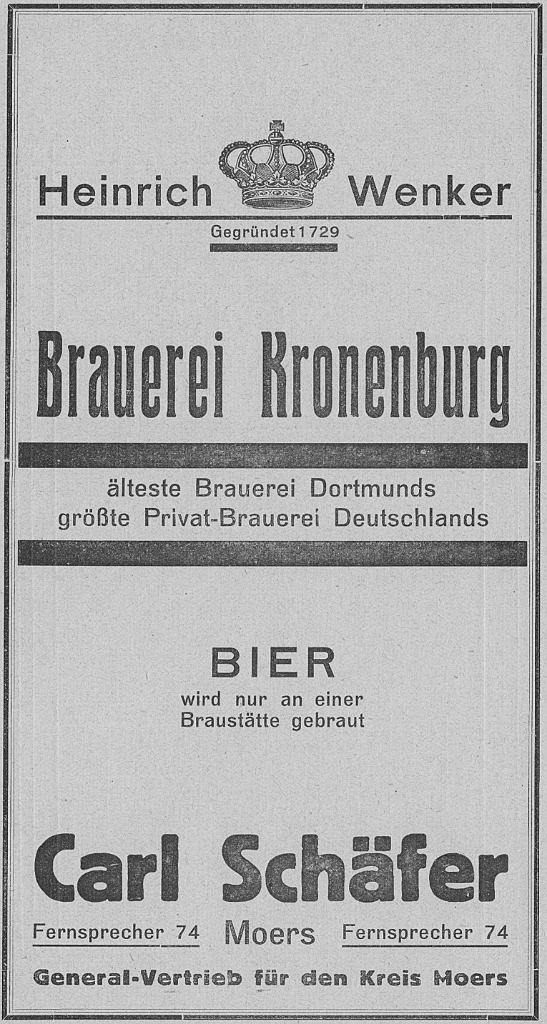 Heinrich Wenker
Gegründet 1729
Brauerei Kronenburg
älteste Brauerei Dortmunds
größte Privat-Brauerei Deutschlands
BIER
wird nur an einer
Braustätte gebraut
Carl Schäfer
Fernsprecher 74 Moers Fernsprecher 74
General-Vertrieb für den Kreis Moers